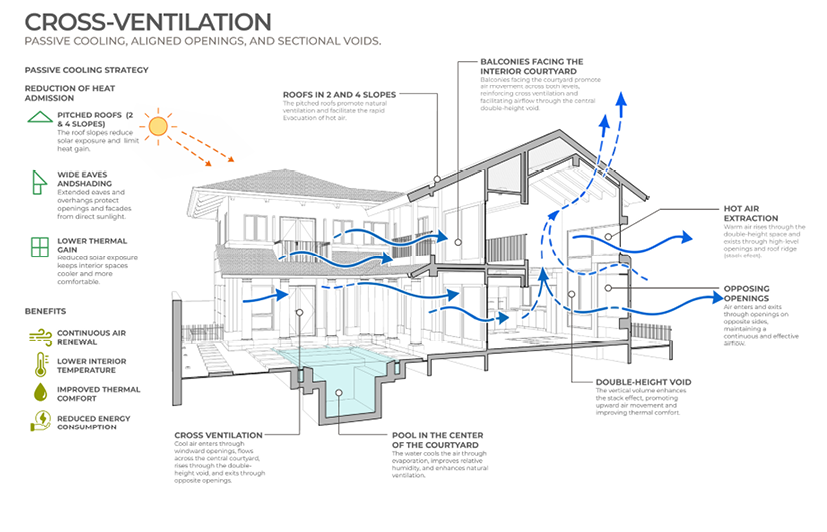 CROSS-VENTILATION
PASSIVE COOLING, ALIGNED OPENINGS, AND SECTIONAL VOIDS.
PASSIVE COOLING STRATEGY
REDUCTION OF HEAT
ADMISSION
PITCHED ROOFS (2
& 4 SLOPES)
The roof slopes reduce
solar exposure and limit
heat gain.
WIDE EAVES
ANDSHADING
Extended eaves and
overhangs protect
openings and facades
from direct sunlight.
LOWER THERMAL
GAIN
Reduced solar exposure
keeps interior spaces
cooler and more
comfortable.
BENEFITS
CONTINUOUS AIR
RENEWAL
LOWER INTERIOR
TEMPERATURE
IMPROVED THERMAL
COMFORT
REDUCED ENERGY
CONSUMPTION
ROOFS IN 2 AND 4 SLOPES
The pitched roofs promote natural
ventilation and facilitate the rapid
Evacuation of hot air.
BALCONIES FACING THE
INTERIOR COURTYARD
Balconies facing the courtyard promote
air movement across both levels,
reinforcing cross ventilation and
facilitating airflow through the central
double-height void.
HOT AIR
EXTRACTION
Warm air rises through the
double-height space and
exists through high-level
openings and roof ridge
(stack effect).
OPPOSING
OPENINGS
Air enters and exits
through openings on
opposite sides,
maintaining a
continuous and effective
airflow.
DOUBLE-HEIGHT VOID
The vertical volume enhances
the stack effect, promoting
upward air movement and
improving thermal comfort.
CROSS VENTILATION
Cool air enters through
windward openings, flows
across the central courtyard,
rises through the double-
height void, and exits through
opposite openings.
POOL IN THE CENTER
OF THE COURTYARD
The water cools the air through
evaporation, improves relative
humidity, and enhances natural
ventilation.